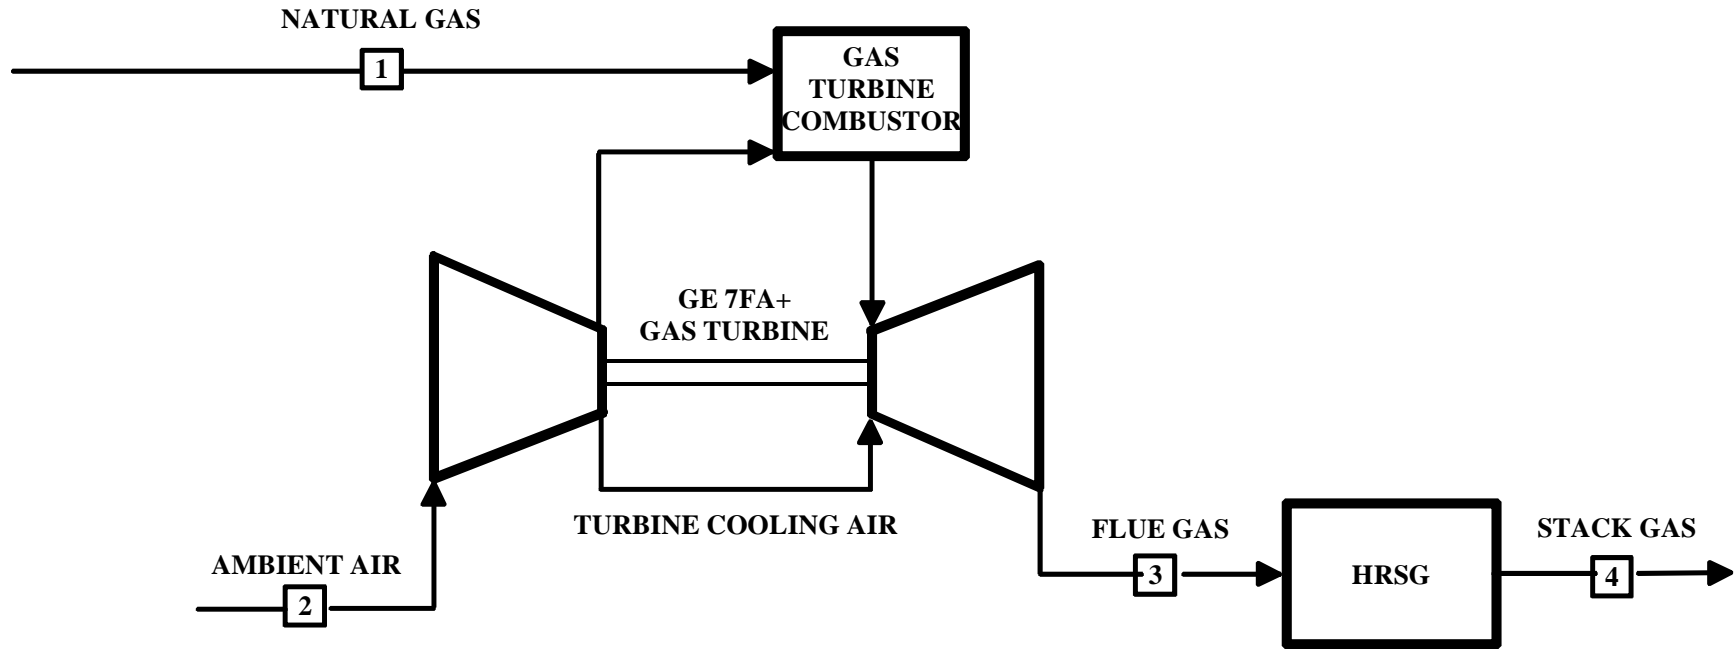 NATURAL GAS
1
GAS
TURBINE
COMBUSTOR
GE 7FA+
GAS TURBINE
TURBINE COOLING AIR
AMBIENT AIR
2
FLUE GAS
3
HRSG
STACK GAS
4